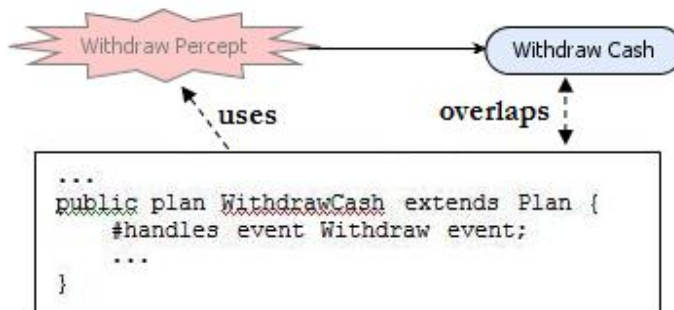 Withdraw Percept
Withdraw Cash
uses
overlaps
...
public plan WithdrawCash extends Plan {
#handles event Withdraw event;
...
}